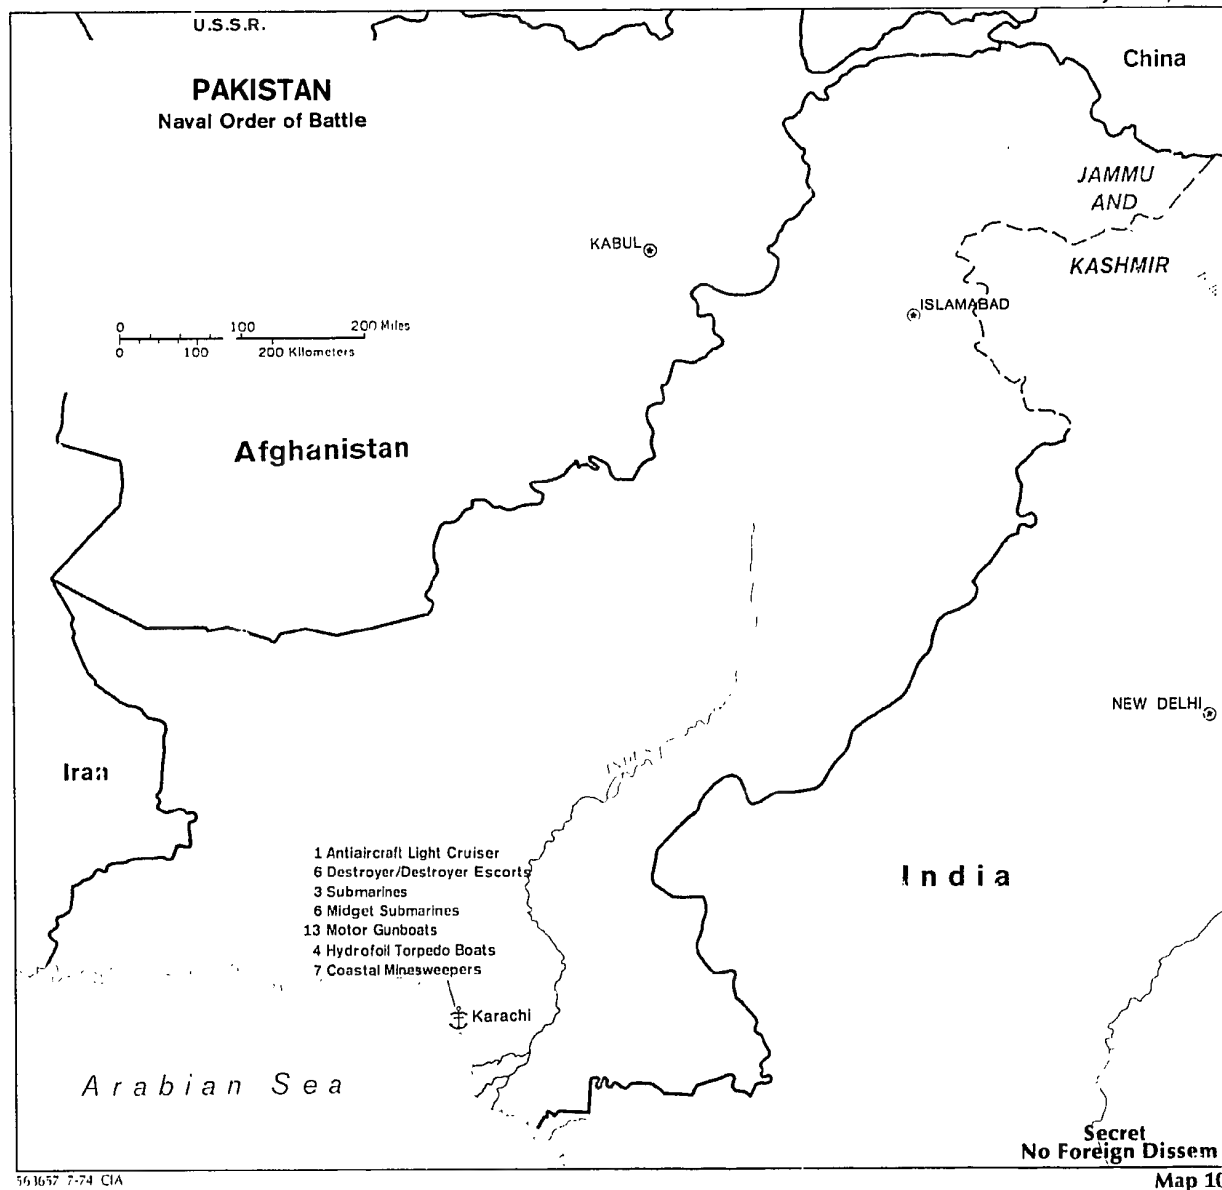 U.S.S.R.
China
PAKISTAN
Naval Order of Battle
JAMMU
AND
KASHMIR
KABUL
ISLAMABAD
0 100 200 Miles
0 100 200 Kilometers
Afghanistan
NEW DELHI
Iran
1 Antiaircraft Light Cruiser
6 Destroyer/Destroyer Escorts
3 Submarines
6 Midget Submarines
13 Motor Gunboats
4 Hydrofoil Torpedo Boats
7 Coastal Minesweepers
India
Karachi
Arabian Sea
Secret
No Foreign Dissem
563657 7-74 CIA
Map 10